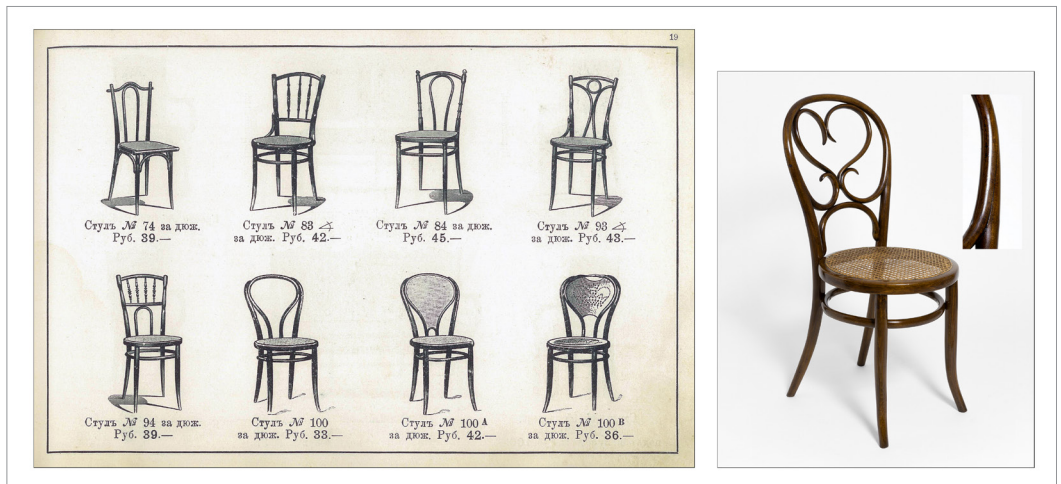 19
Стулъ № 74 за дюж.
Руб. 39.—
Стулъ № 83
за дюж. Руб. 42.—
Стулъ № 84 за дюж.
Руб. 45.—
Стулъ № 93
за дюж. Руб. 43.—
Стулъ № 94 за дюж.
Руб. 39.—
Стулъ № 100
за дюж. Руб. 33.—
Стулъ № 100 A
за дюж. Руб. 42.—
Стулъ № 100 B
за дюж. Руб. 36.—